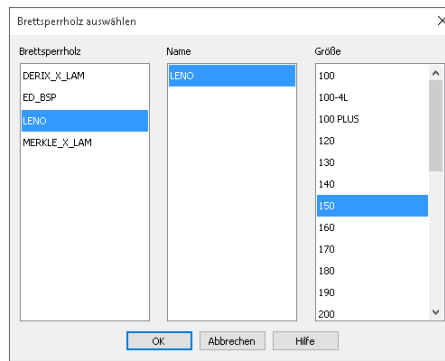 Brettsperrholz auswählen
Brettsperrholz
DERIX_X_LAM
ED_BSP
LENO
MERKLE_X_LAM
Name
LENO
Größe
100
100-4L
100 PLUS
120
130
140
150
160
170
180
190
200
OK
Abbrechen
Hilfe